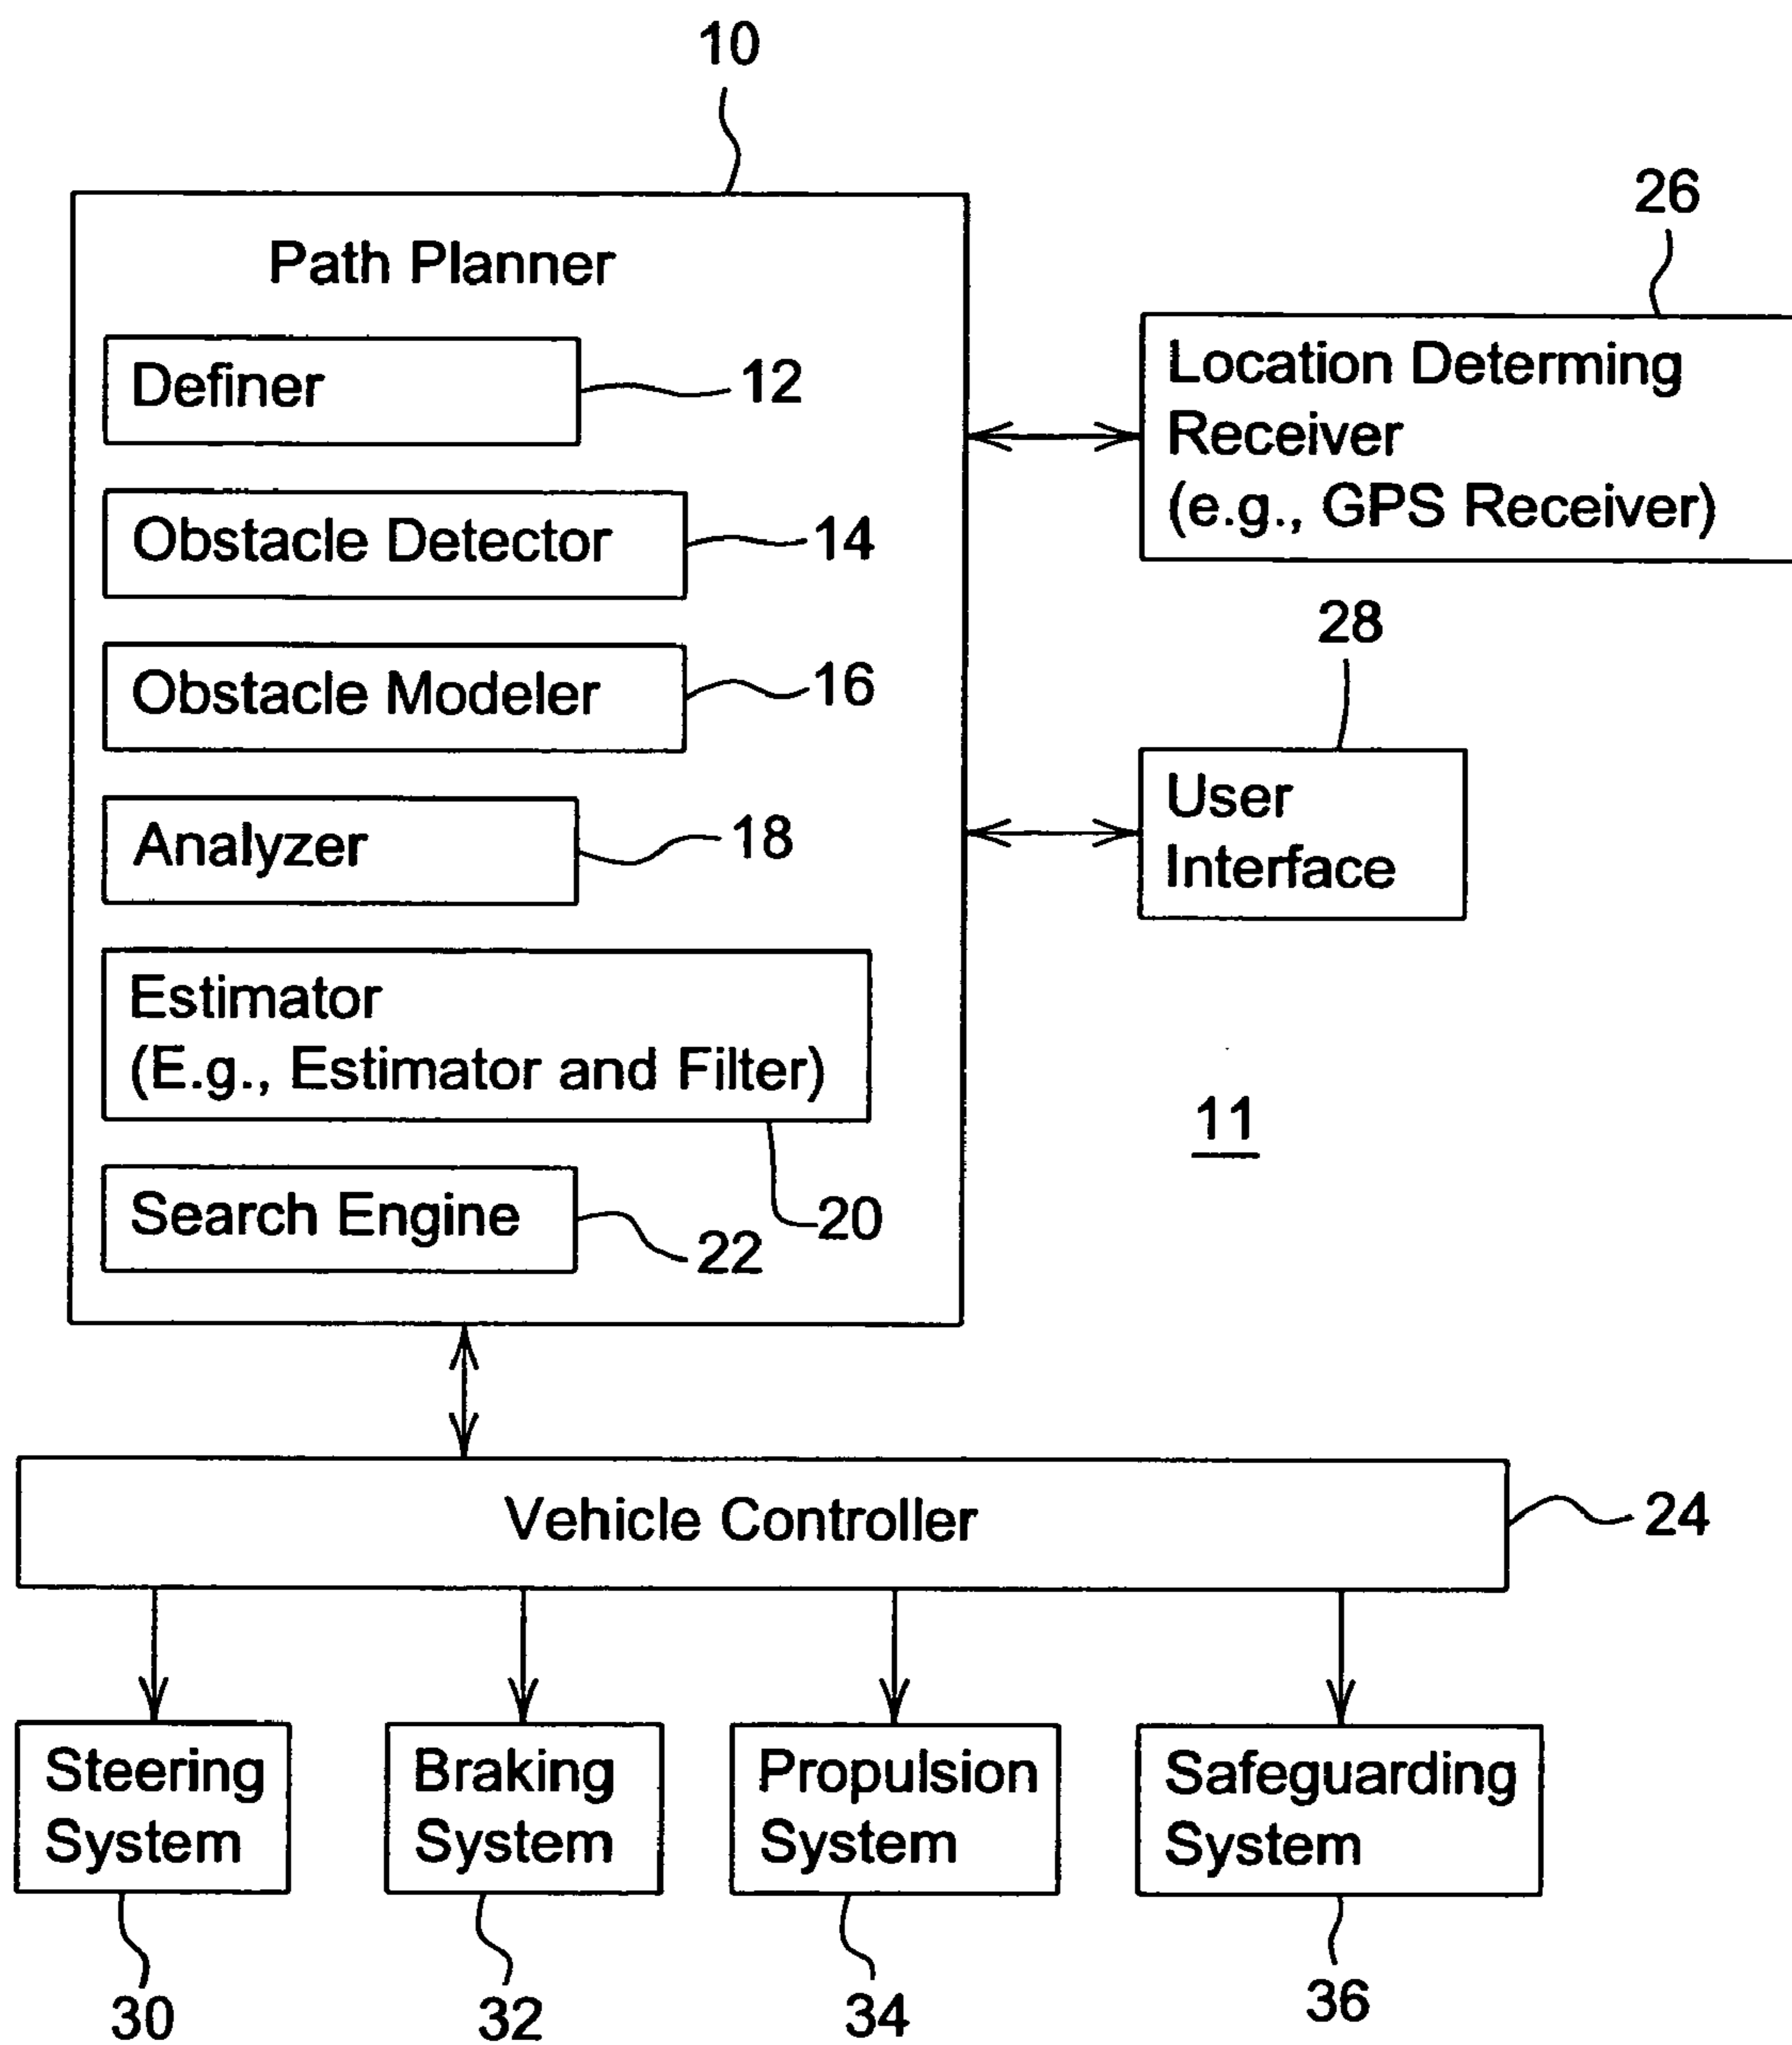 10
26
Path Planner
Definer
12
Location Determing
Receiver
(e.g., GPS Receiver)
Obstacle Detector
14
28
Obstacle Modeler
16
User
Interface
Analyzer
18
Estimator
(E.g., Estimator and Filter)
11
20
Search Engine
22
Vehicle Controller
24
Steering
System
Braking
System
Propulsion
System
Safeguarding
System
30
32
34
36